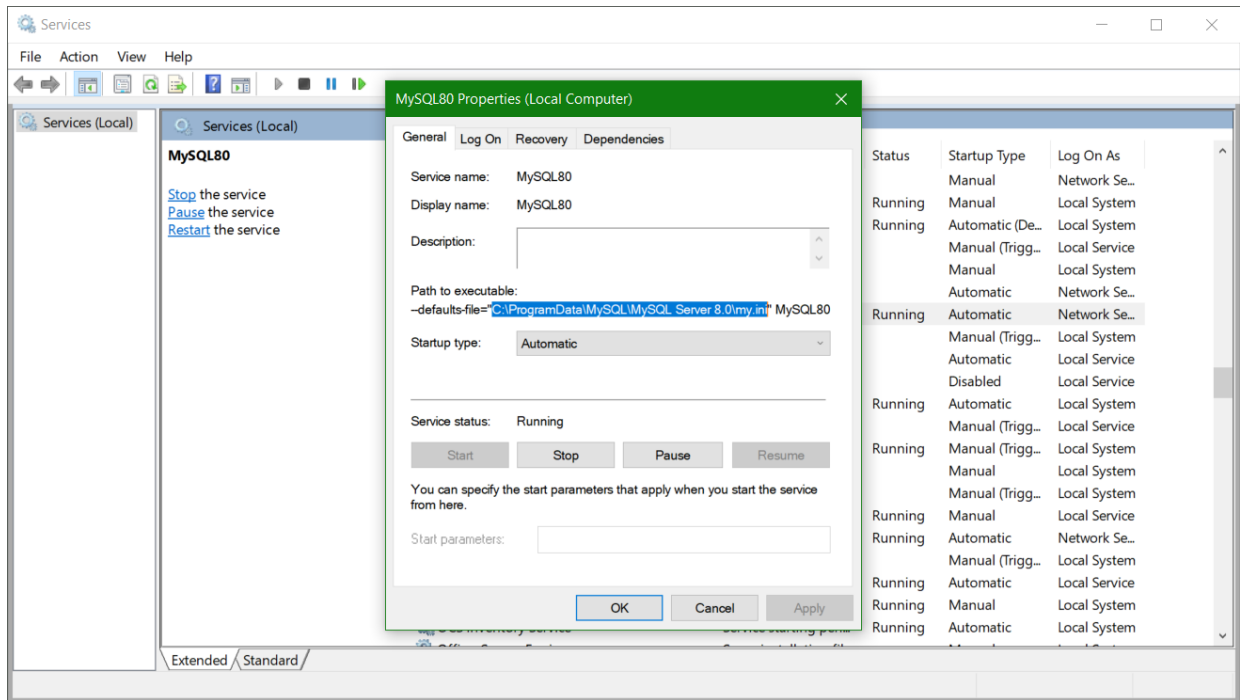 Services
File Action View Help
Services (Local)
Services (Local)
MySQL80
Stop the service
Pause the service
Restart the service
Extended Standard
MySQL80 Properties (Local Computer)
General Log On Recovery Dependencies
Service name: MySQL80
Display name: MySQL80
Description:
Path to executable:
--defaults-file="C:\ProgramData\MySQL\MySQL Server 8.0\my.ini" MySQL80
Startup type: Automatic
Service status: Running
Start Stop Pause Resume
You can specify the start parameters that apply when you start the service
from here.
Start parameters:
OK Cancel Apply
Status Startup Type Log On As
Manual Network Se...
Running Manual Local System
Running Automatic (De... Local System
Manual (Trigg... Local Service
Manual Local System
Automatic Network Se...
Running Automatic Network Se...
Manual (Trigg... Local System
Automatic Local Service
Disabled Local Service
Running Automatic Local System
Manual (Trigg... Local Service
Running Manual (Trigg... Local System
Manual Local System
Manual (Trigg... Local System
Running Manual Local Service
Running Automatic Network Se...
Manual (Trigg... Local System
Running Automatic Local Service
Running Manual Local System
Running Automatic Local System